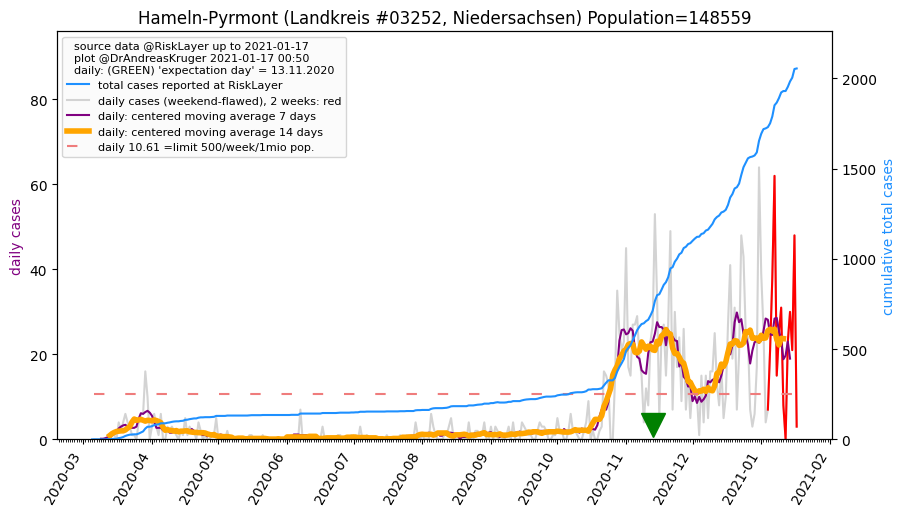 Hameln-Pyrmont (Landkreis #03252, Niedersachsen) Population=148559
source data @RiskLayer up to 2021-01-17
plot @DrAndreasKruger 2021-01-17 00:50
daily: (GREEN) 'expectation day' = 13.11.2020
total cases reported at RiskLayer
daily cases (weekend-flawed), 2 weeks: red
daily: centered moving average 7 days
daily: centered moving average 14 days
daily 10.61 =limit 500/week/1mio pop.
daily cases
80
60
40
20
0
cumulative total cases
2000
1500
1000
500
0
2020-03
2020-04
2020-05
2020-06
2020-07
2020-08
2020-09
2020-10
2020-11
2020-12
2021-01
2021-02